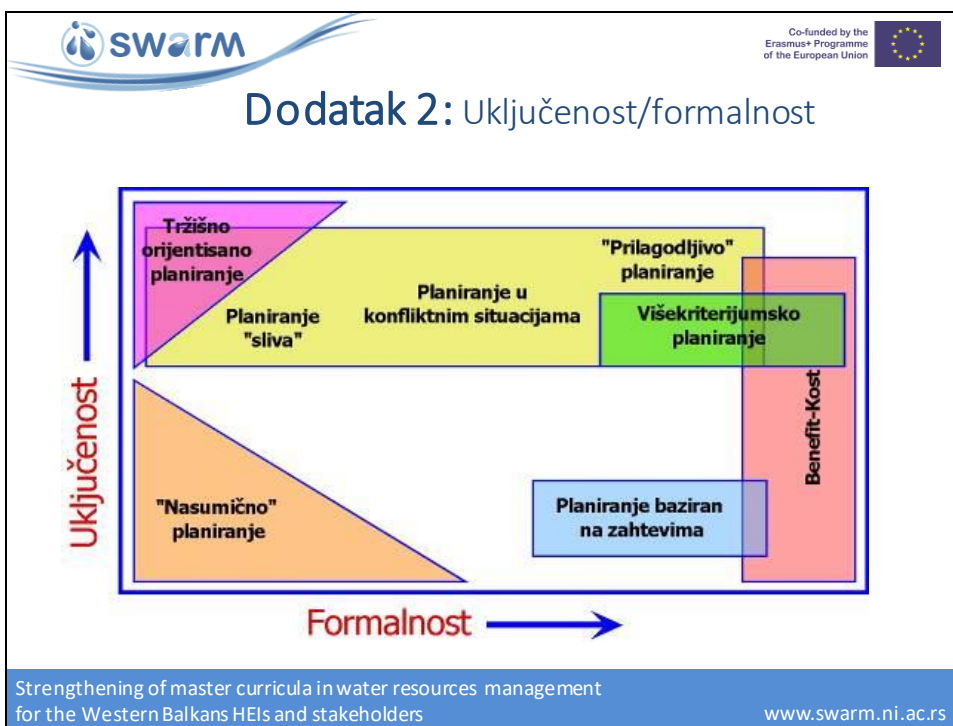 swarm
Co-funded by the
Erasmus+ Programme
of the European Union
Dodatak 2: Uključenost/formalnost
Tržišno
orijentisano
planiranje
"Prilagodljivo"
planiranje
Planiranje u
konfliktnim situacijama
Planiranje
"sliva"
Višekriterijumsko
planiranje
Benefit-Kost
"Nasumično"
planiranje
Planiranje baziran
na zahtevima
Uključenost
Formalnost
Strengthening of master curricula in water resources management
for the Western Balkans HEIs and stakeholders
www.swarm.ni.ac.rs